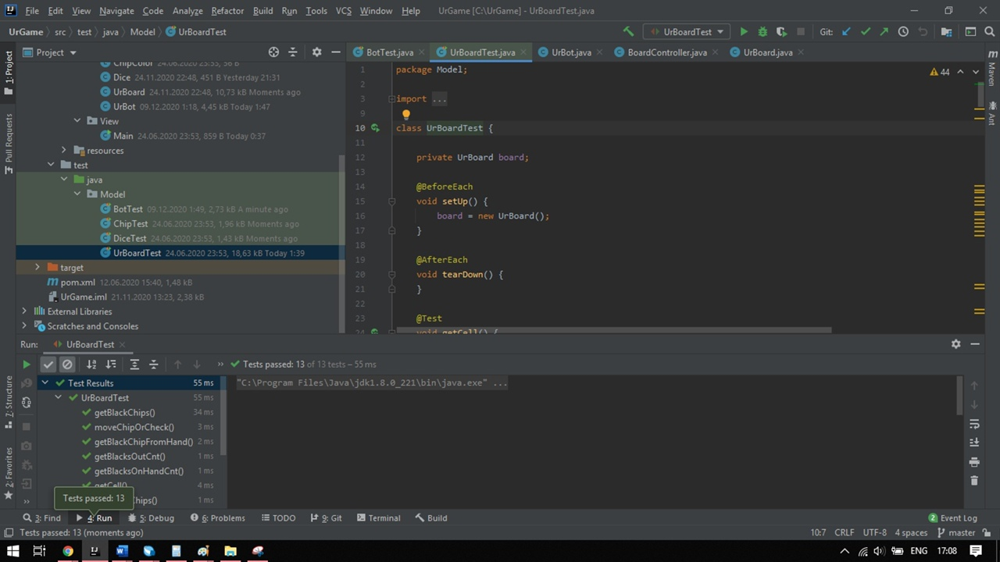 File Edit View Navigate Code Analyze Refactor Build Run Tools VCS Window Help UrGame [C:\UrGame] - UrBoardTest.java
UrGame src test java Model UrBoardTest UrBoardTest Git:
1: Project
Pull Requests
7: Structure
2: Favorites
Project
ChipColor 24.06.2020 23:53, 56 B
Dice 24.11.2020 22:48, 451 B Yesterday 21:31
UrBoard 24.11.2020 22:48, 10,73 kB Moments ago
UrBot 09.12.2020 1:18, 4,45 kB Today 1:47
View
Main 24.06.2020 23:53, 859 B Today 0:37
resources
test
java
Model
BotTest 09.12.2020 1:49, 2,73 kB A minute ago
ChipTest 24.06.2020 23:53, 1,96 kB Moments ago
DiceTest 24.06.2020 23:53, 1,43 kB Moments ago
UrBoardTest 24.06.2020 23:53, 18,63 kB Today 1:39
target
pom.xml 12.06.2020 15:40, 1,48 kB
UrGame.iml 21.11.2020 13:23, 2,38 kB
External Libraries
Scratches and Consoles
BotTest.java UrBoardTest.java UrBot.java BoardController.java UrBoard.java
44
1 package Model;
2
3 import ...
9
10 class UrBoardTest {
11
12 private UrBoard board;
13
14 @BeforeEach
15 void setUp() {
16 board = new UrBoard();
17 }
18
19 @AfterEach
20 void tearDown() {
21 }
22
23 @Test
24 void getCell() {
Maven
Ant
Run: UrBoardTest
Tests passed: 13 of 13 tests – 55 ms
Test Results 55 ms
UrBoardTest 55 ms
getBlackChips() 34 ms
moveChipOrCheck() 3 ms
getBlackChipFromHand() 2 ms
getBlacksOutCnt() 1 ms
getBlacksOnHandCnt() 1 ms
getCell() 4 ms
Chips() 1 ms
"C:\Program Files\Java\jdk1.8.0_221\bin\java.exe" ...
Tests passed: 13
3: Find 4: Run 5: Debug 6: Problems TODO 9: Git Terminal Build 2 Event Log
Tests passed: 13 (moments ago) 10:7 CRLF UTF-8 4 spaces master
ENG 17:08